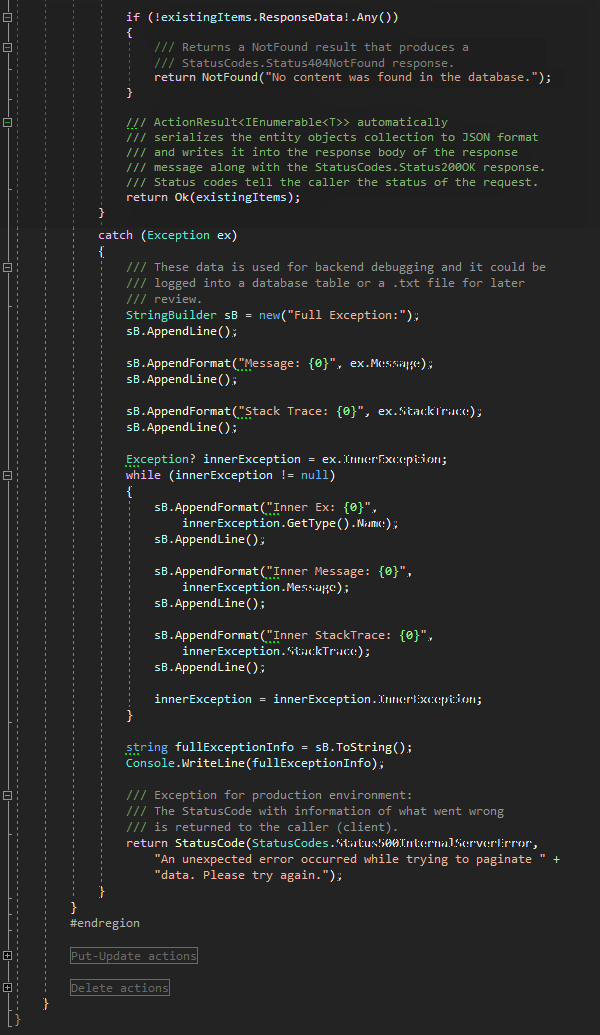 if (!existingItems.ResponseData!.Any())
{
/// Returns a NotFound result that produces a
/// StatusCodes.Status404NotFound response.
return NotFound("No content was found in the database.");
}
/// ActionResult<IEnumerable<T>> automatically
/// serializes the entity objects collection to JSON format
/// and writes it into the response body of the response
/// message along with the StatusCodes.Status200OK response.
/// Status codes tell the caller the status of the request.
return Ok(existingItems);
}
catch (Exception ex)
{
/// These data is used for backend debugging and it could be
/// logged into a database table or a .txt file for later
/// review.
StringBuilder sB = new("Full Exception:");
sB.AppendLine();
sB.AppendFormat("Message: {0}", ex.Message);
sB.AppendLine();
sB.AppendFormat("Stack Trace: {0}", ex.StackTrace);
sB.AppendLine();
Exception? innerException = ex.InnerException;
while (innerException != null)
{
sB.AppendFormat("Inner Ex: {0}",
innerException.GetType().Name);
sB.AppendLine();
sB.AppendFormat("Inner Message: {0}",
innerException.Message);
sB.AppendLine();
sB.AppendFormat("Inner StackTrace: {0}",
innerException.StackTrace);
sB.AppendLine();
innerException = innerException.InnerException;
}
string fullExceptionInfo = sB.ToString();
Console.WriteLine(fullExceptionInfo);
/// Exception for production environment:
/// The StatusCode with information of what went wrong
/// is returned to the caller (client).
return StatusCode(StatusCodes.Status500InternalServerError,
"An unexpected error occurred while trying to paginate " +
"data. Please try again.");
}
}
#endregion
Put-Update actions
Delete actions
}
}